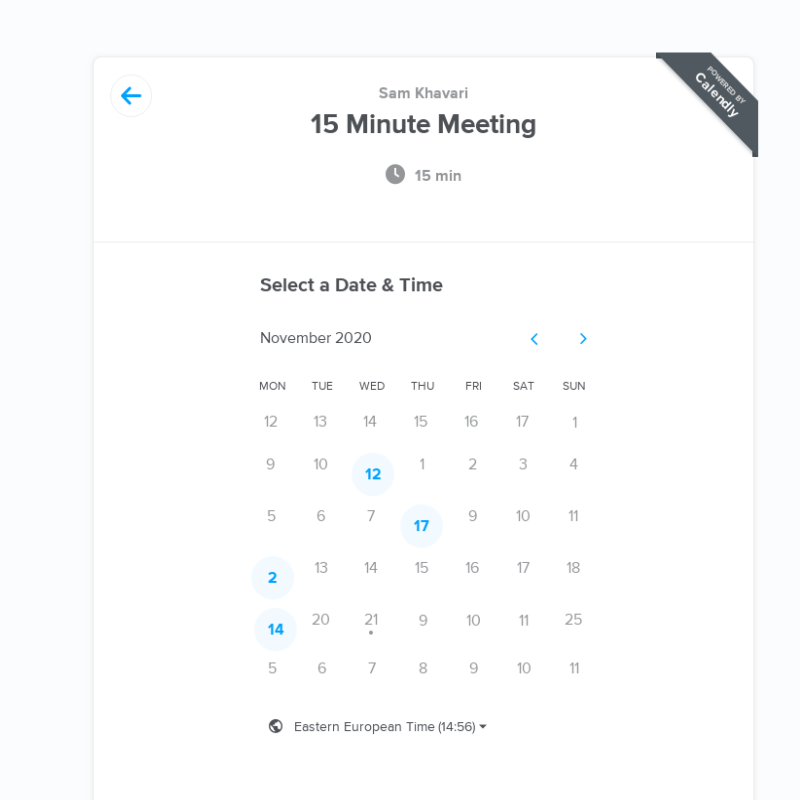 POWERED BY
Calendly
Sam Khavari
15 Minute Meeting
15 min
Select a Date & Time
November 2020
MON TUE WED THU FRI SAT SUN
12 13 14 15 16 17 1
9 10 12 1 2 3 4
5 6 7 17 9 10 11
2 13 14 15 16 17 18
14 20 21 9 10 11 25
5 6 7 8 9 10 11
Eastern European Time (14:56)